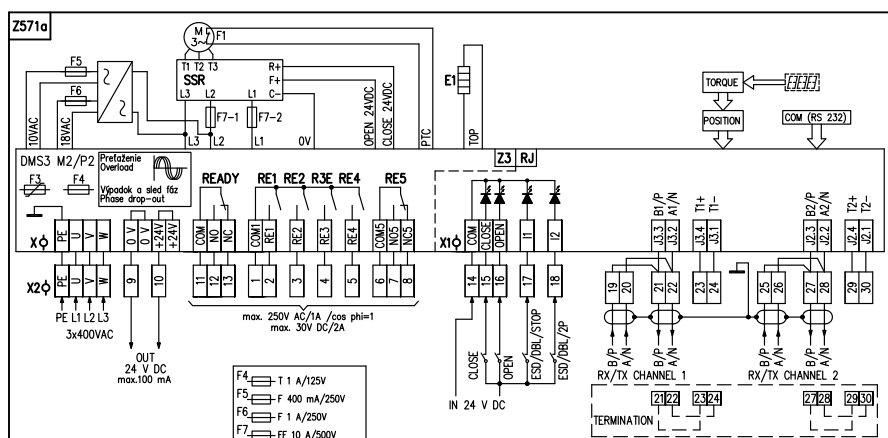 Z571a
M
3~
F1
T1 T2 T3
SSR
R+
F+
C-
L3 L2 L1
F5
F6
F7-1
F7-2
10VAC
18VAC
L3 L2 L1
0V
OPEN 24VDC
CLOSE 24VDC
PTC
E1
TOP
TORQUE
POSITION
COM (RS 232)
DMS3 M2/P2
F3
F4
Preťaženie
Overload
Výpadok a sled fáz
Phase drop-out
READY
RE1 RE2 R3E RE4
RE5
Z3 RJ
X
PE U V W
0 V
0 V
+24V
+24V
COM NO NC
COM1 RE1 RE2 RE3 RE4
COM5 NO5 NC5
X1
COM CLOSE OPEN I1 I2
J3.3 B1/P
J3.2 A1/N
J3.4 T1+
J3.1 T1-
J2.3 B2/P
J2.2 A2/N
J2.4 T2+
J2.1 T2-
X2
PE U V W
9 10
11 12 13
1 2 3 4 5
6 7 8
14 15 16 17 18
19 20 21 22 23 24
25 26 27 28 29 30
PE L1 L2 L3
3x400VAC
OUT
24 V DC
max.100 mA
max. 250V AC/1A /cos phi=1
max. 30V DC/2A
CLOSE
OPEN
ESD/DBL/STOP
ESD/DBL/2P
IN 24 V DC
B/P A/N B/P A/N
RX/TX CHANNEL 1
B/P A/N B/P A/N
RX/TX CHANNEL 2
TERMINATION
21 22 23 24
27 28 29 30
F4 T 1 A/125V
F5 F 400 mA/250V
F6 F 1 A/250V
F7 FF 10 A/500V